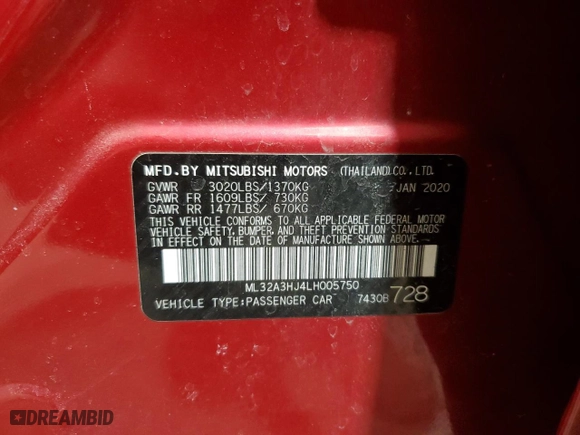 MFD.BY MITSUBISHI MOTORS (THAILAND)CO.,LTD.
GVWR 3020LBS/1370KG JAN 2020
GAWR FR 1609LBS/ 730KG
GAWR RR 1477LBS/ 670KG
THIS VEHICLE CONFORMS TO ALL APPLICABLE FEDERAL MOTOR
VEHICLE SAFETY, BUMPER, AND THEFT PREVENTION STANDARDS
IN EFFECT ON THE DATE OF MANUFACTURE SHOWN ABOVE.
ML32A3HJ4LH005750
VEHICLE TYPE:PASSENGER CAR 7430B 728
DREAMBID